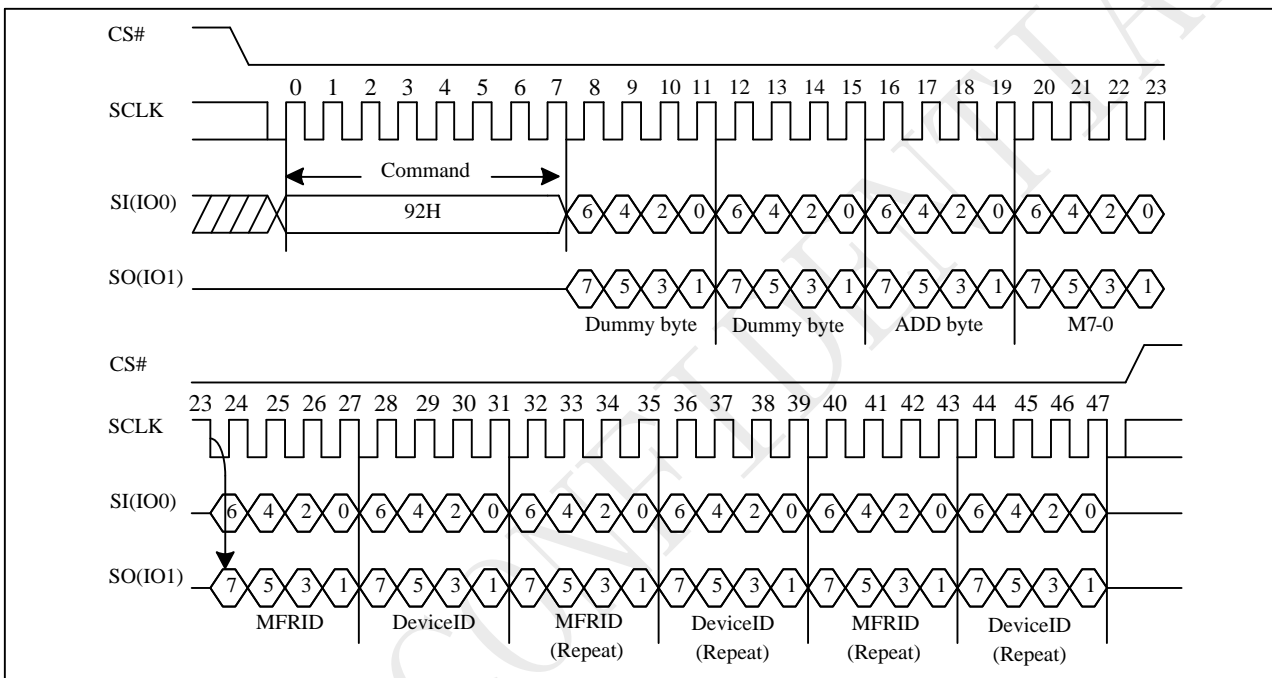 CS#
0 1 2 3 4 5 6 7 8 9 10 11 12 13 14 15 16 17 18 19 20 21 22 23
SCLK
Command
SI(IO0)
92H
6 4 2 0 6 4 2 0 6 4 2 0 6 4 2 0
SO(IO1)
7 5 3 1 7 5 3 1 7 5 3 1 7 5 3 1
Dummy byte Dummy byte ADD byte M7-0
CS#
23 24 25 26 27 28 29 30 31 32 33 34 35 36 37 38 39 40 41 42 43 44 45 46 47
SCLK
SI(IO0)
6 4 2 0 6 4 2 0 6 4 2 0 6 4 2 0 6 4 2 0 6 4 2 0
SO(IO1)
7 5 3 1 7 5 3 1 7 5 3 1 7 5 3 1 7 5 3 1 7 5 3 1
MFRID DeviceID MFRID DeviceID MFRID DeviceID
(Repeat) (Repeat) (Repeat) (Repeat)
CONFIDENTIA